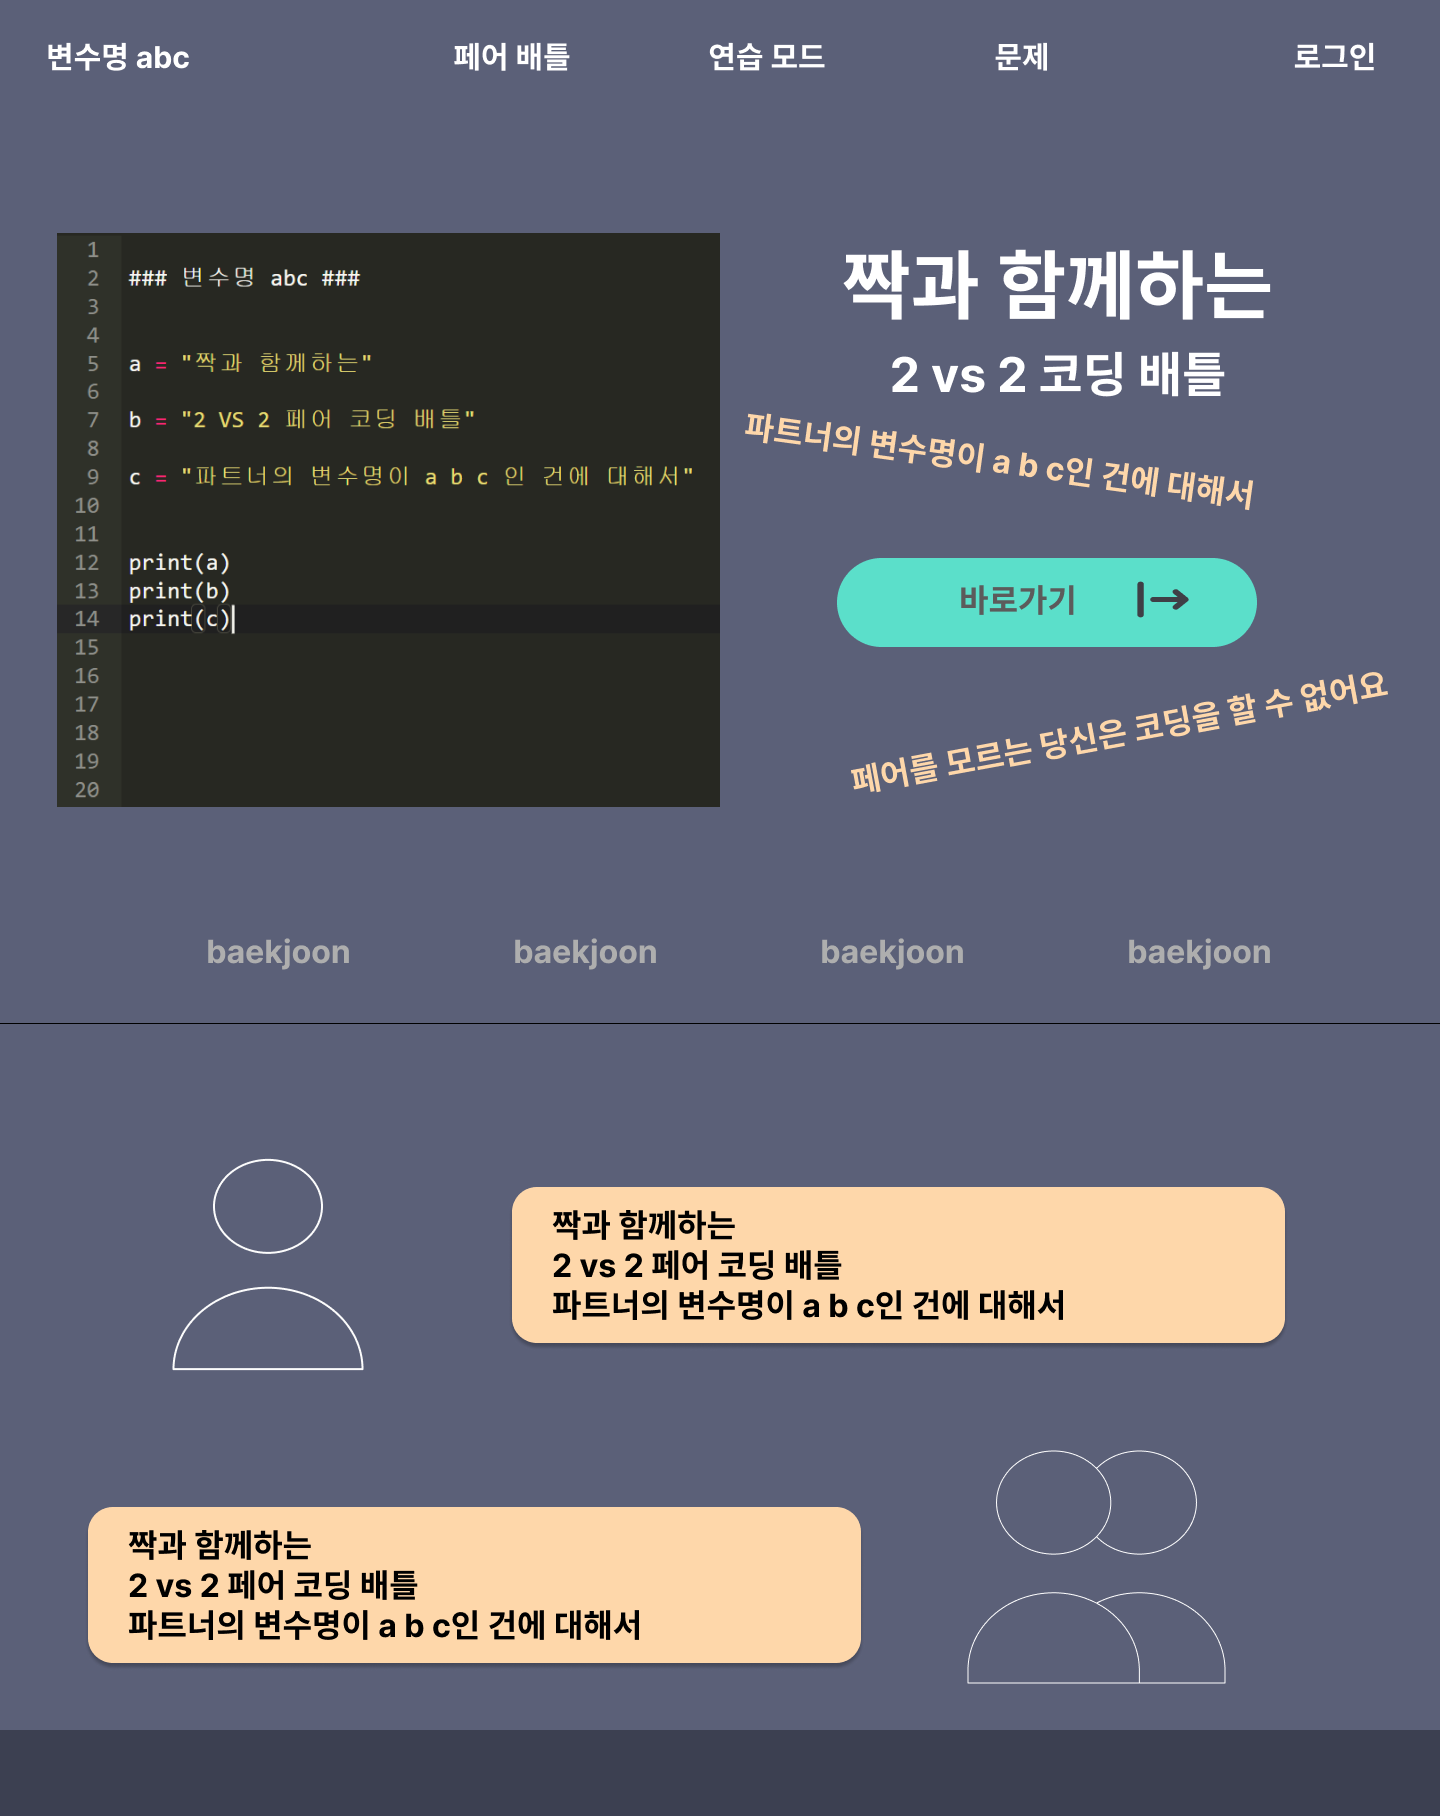 변수명 abc
페어 배틀
연습 모드
문제
로그인
1
2 ### 변수명 abc ###
3
4
5 a = "짝과 함께하는"
6
7 b = "2 VS 2 페어 코딩 배틀"
8
9 c = "파트너의 변수명이 a b c 인 건에 대해서"
10
11
12 print(a)
13 print(b)
14 print(c)
15
16
17
18
19
20
짝과 함께하는
2 vs 2 코딩 배틀
파트너의 변수명이 a b c인 건에 대해서
바로가기
페어를 모르는 당신은 코딩을 할 수 없어요
baekjoon
baekjoon
baekjoon
baekjoon
짝과 함께하는
2 vs 2 페어 코딩 배틀
파트너의 변수명이 a b c인 건에 대해서
짝과 함께하는
2 vs 2 페어 코딩 배틀
파트너의 변수명이 a b c인 건에 대해서